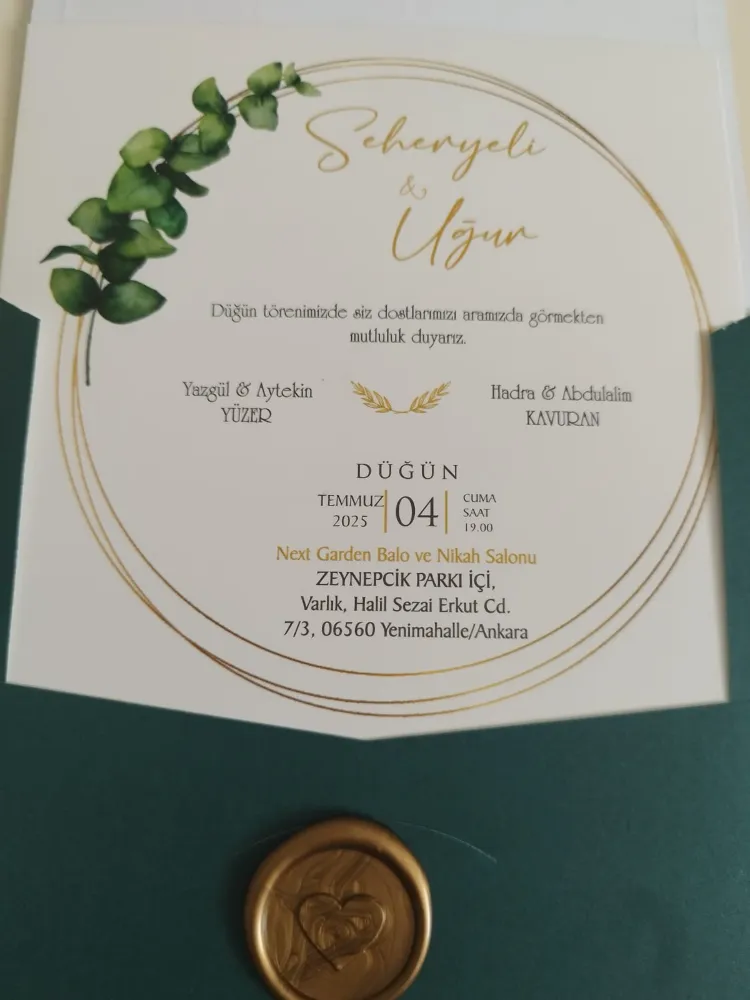 Seheryeli
&
Uğur
Düğün törenimizde siz dostlarımızı aramızda görmekten
mutluluk duyarız.
Yazgül & Aytekin
YÜZER
Hadra & Abdulalim
KAVURAN
DÜĞÜN
TEMMUZ
2025
04
CUMA
SAAT
19.00
Next Garden Balo ve Nikah Salonu
ZEYNEPCİK PARKI İÇİ,
Varlık, Halil Sezai Erkut Cd.
7/3, 06560 Yenimahalle/Ankara